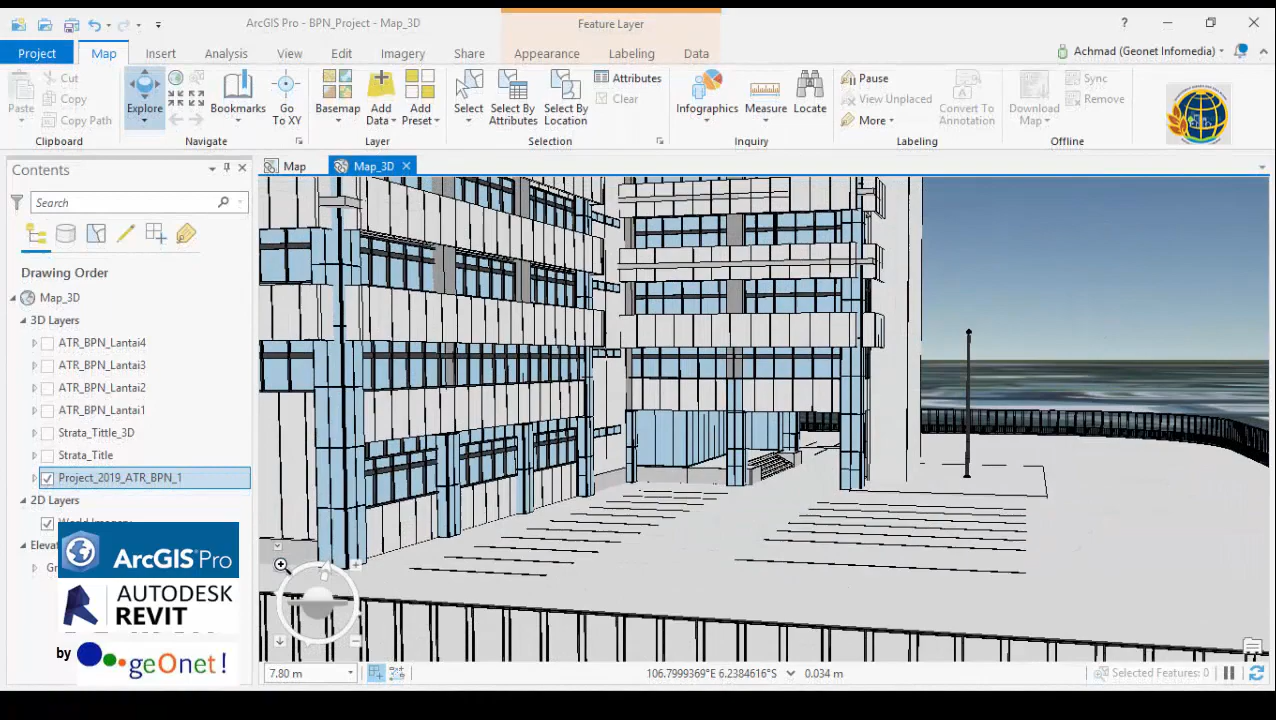 ArcGIS Pro - BPN_Project - Map_3D
Feature Layer
?
Project Map Insert Analysis View Edit Imagery Share Appearance Labeling Data
Achmad (Geonet Infomedia)
Paste
Cut
Copy
Copy Path
Clipboard
Explore
Bookmarks
Go
To XY
Navigate
Basemap
Add
Data
Add
Preset
Layer
Select
Select By
Attributes
Select By
Location
Attributes
Clear
Selection
Infographics
Measure
Locate
Inquiry
Pause
View Unplaced
More
Convert To
Annotation
Labeling
Download
Map
Sync
Remove
Offline
Contents
Map
Map_3D
Search
Drawing Order
Map_3D
3D Layers
ATR_BPN_Lantai4
ATR_BPN_Lantai3
ATR_BPN_Lantai2
ATR_BPN_Lantai1
Strata_Tittle_3D
Strata_Title
Project_2019_ATR_BPN_1
2D Layers
ArcGIS Pro
AUTODESK
REVIT
by geOnet!
7.80 m
106.7999369°E 6.2384616°S
0.034 m
Selected Features: 0